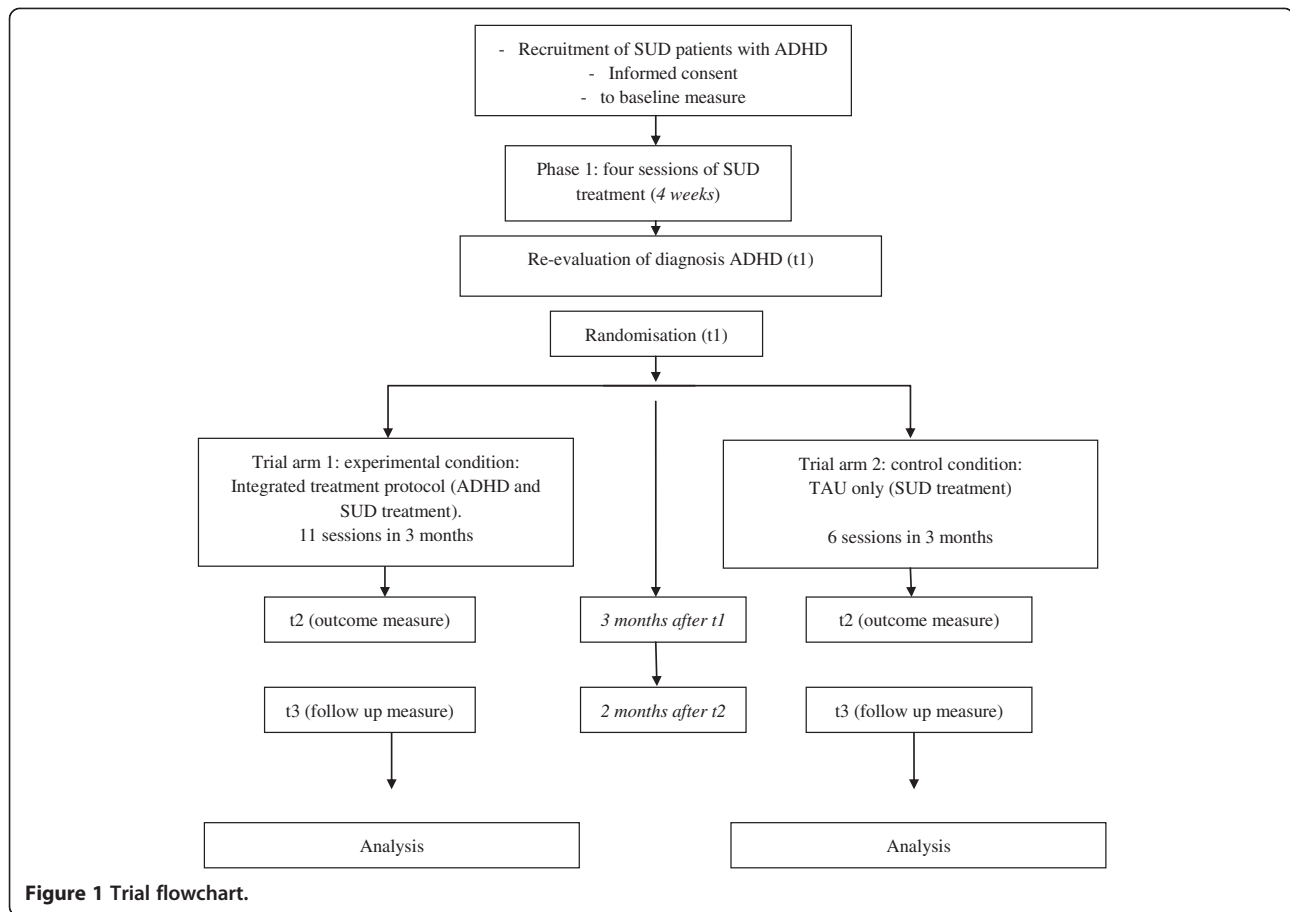 - Recruitment of SUD patients with ADHD
- Informed consent
- to baseline measure
Phase 1: four sessions of SUD
treatment (4 weeks)
Re-evaluation of diagnosis ADHD (t1)
Randomisation (t1)
Trial arm 1: experimental condition:
Integrated treatment protocol (ADHD and
SUD treatment).
11 sessions in 3 months
Trial arm 2: control condition:
TAU only (SUD treatment)
6 sessions in 3 months
t2 (outcome measure)
3 months after t1
t2 (outcome measure)
t3 (follow up measure)
2 months after t2
t3 (follow up measure)
Analysis
Analysis
Figure 1 Trial flowchart.